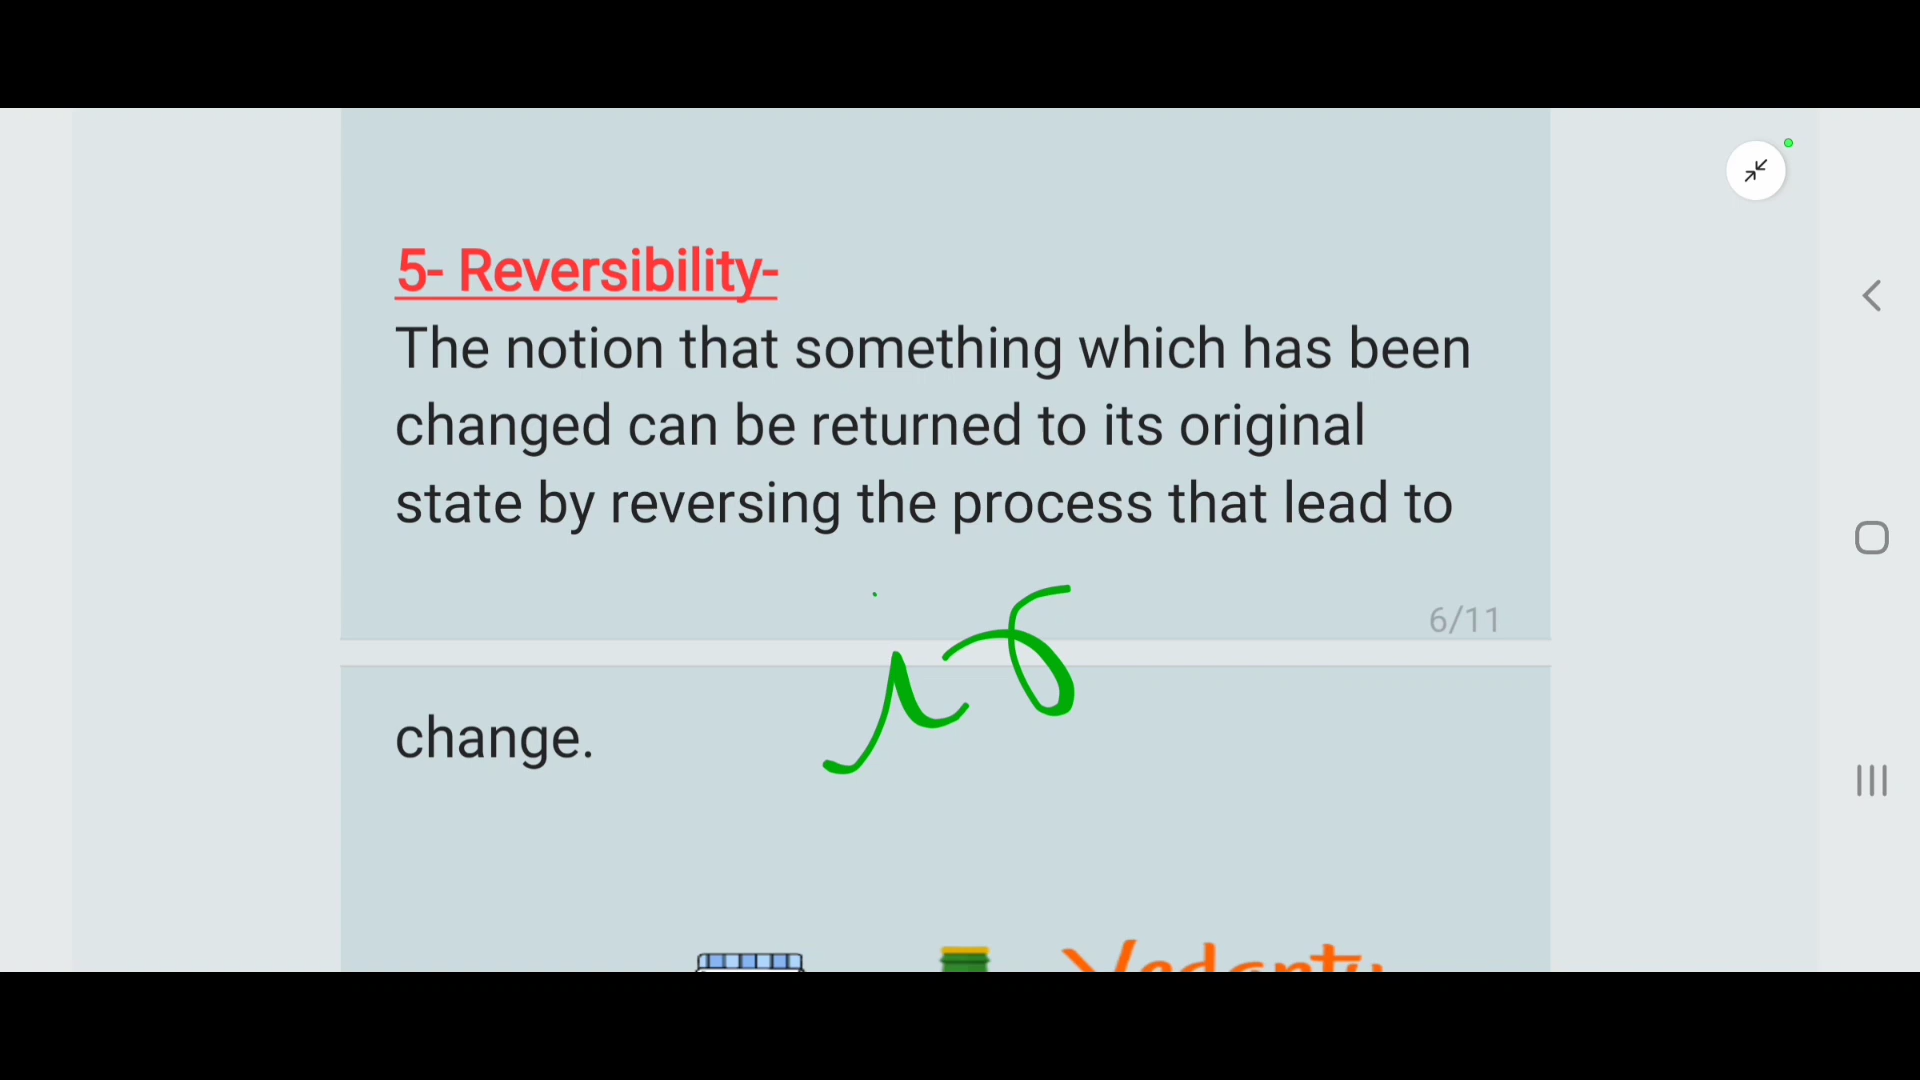 5- Reversibility-
The notion that something which has been
changed can be returned to its original
state by reversing the process that lead to
6/11
change.